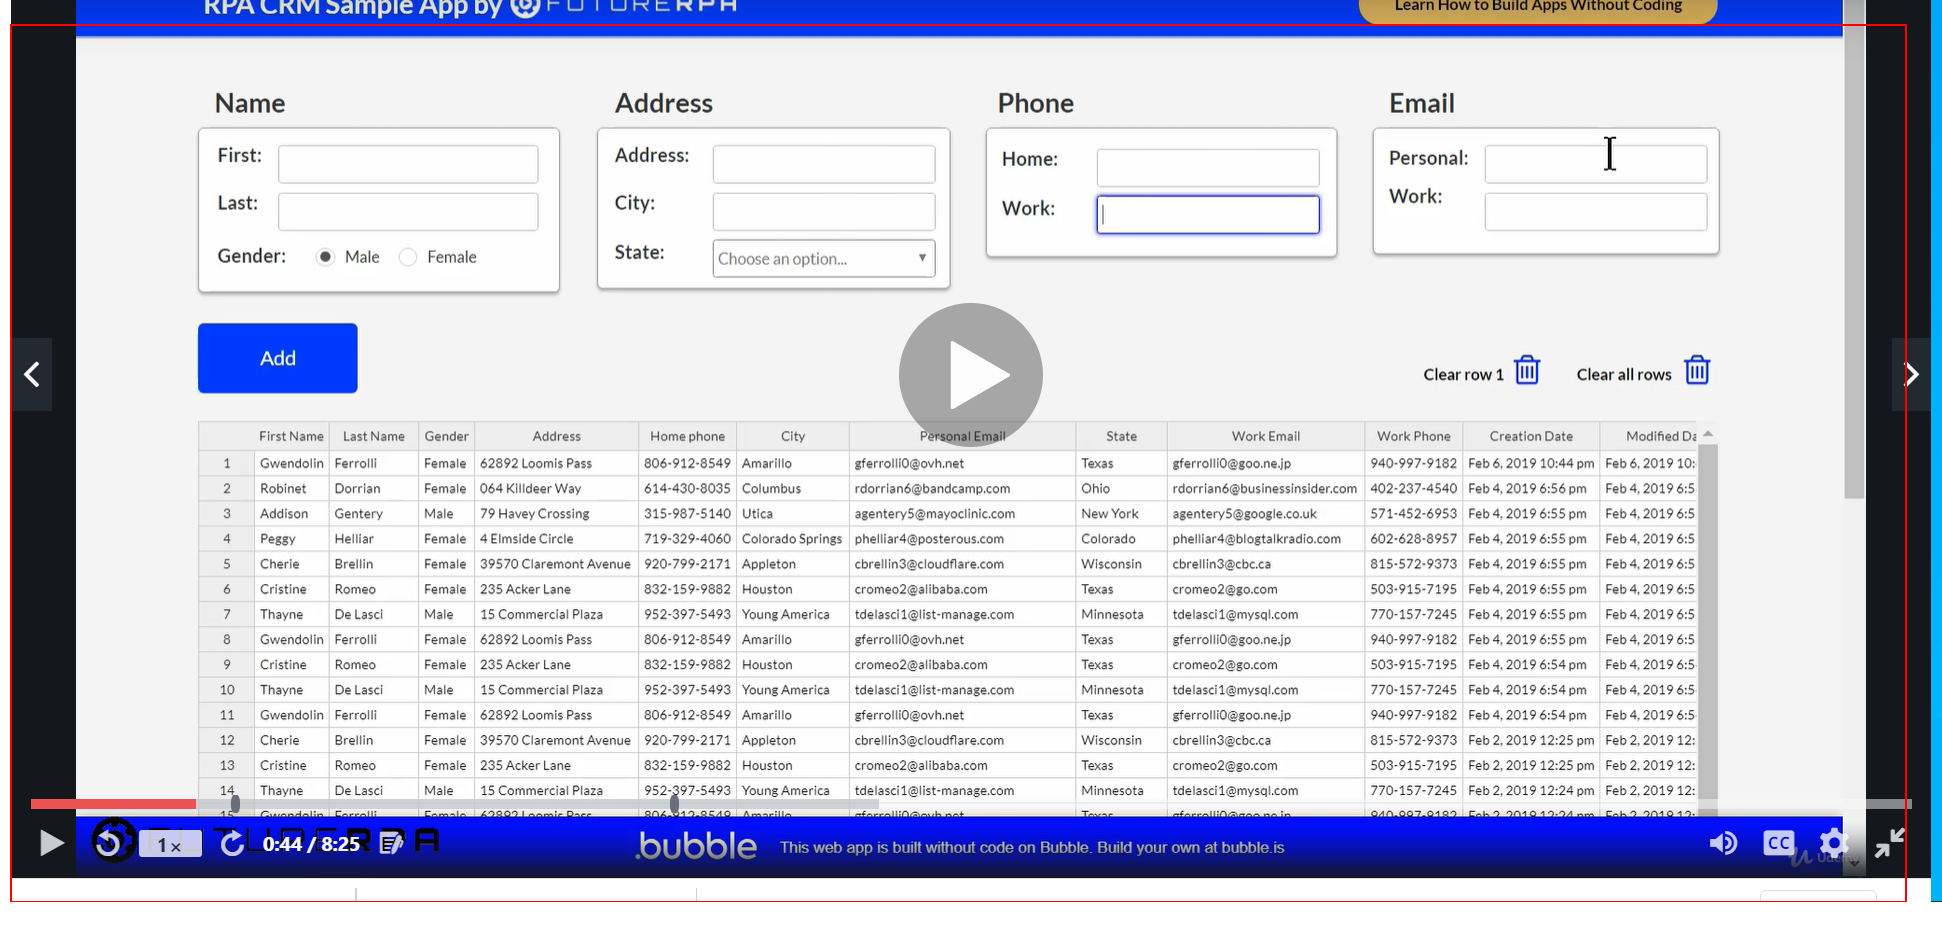 RPA CRM Sample App by FUTURERPA
Learn How to Build Apps Without Coding
Name Address Phone Email
First: Address: Home: Personal:
Last: City: Work: Work:
Gender: Male Female State: Choose an option...
Add
Clear row 1 Clear all rows
First Name Last Name Gender Address Home phone City Personal Email State Work Email Work Phone Creation Date Modified Da
1 Gwendolin Ferrolli Female 62892 Loomis Pass 806-912-8549 Amarillo gferrolli0@ovh.net Texas gferrolli0@goo.ne.jp 940-997-9182 Feb 6, 2019 10:44 pm Feb 6, 2019 10:
2 Robinet Dorrian Female 064 Killdeer Way 614-430-8035 Columbus rdorrian6@bandcamp.com Ohio rdorrian6@businessinsider.com 402-237-4540 Feb 4, 2019 6:56 pm Feb 4, 2019 6:5
3 Addison Gentery Male 79 Havey Crossing 315-987-5140 Utica agentery5@mayoclinic.com New York agentery5@google.co.uk 571-452-6953 Feb 4, 2019 6:55 pm Feb 4, 2019 6:5
4 Peggy Helliar Female 4 Elmside Circle 719-329-4060 Colorado Springs phelliar4@posterous.com Colorado phelliar4@blogtalkradio.com 602-628-8957 Feb 4, 2019 6:55 pm Feb 4, 2019 6:5
5 Cherie Brellin Female 39570 Claremont Avenue 920-799-2171 Appleton cbrellin3@cloudflare.com Wisconsin cbrellin3@cbc.ca 815-572-9373 Feb 4, 2019 6:55 pm Feb 4, 2019 6:5
6 Cristine Romeo Female 235 Acker Lane 832-159-9882 Houston cromeo2@alibaba.com Texas cromeo2@go.com 503-915-7195 Feb 4, 2019 6:55 pm Feb 4, 2019 6:5
7 Thayne De Lasci Male 15 Commercial Plaza 952-397-5493 Young America tdelasci1@list-manage.com Minnesota tdelasci1@mysql.com 770-157-7245 Feb 4, 2019 6:55 pm Feb 4, 2019 6:5
8 Gwendolin Ferrolli Female 62892 Loomis Pass 806-912-8549 Amarillo gferrolli0@ovh.net Texas gferrolli0@goo.ne.jp 940-997-9182 Feb 4, 2019 6:55 pm Feb 4, 2019 6:5
9 Cristine Romeo Female 235 Acker Lane 832-159-9882 Houston cromeo2@alibaba.com Texas cromeo2@go.com 503-915-7195 Feb 4, 2019 6:54 pm Feb 4, 2019 6:5
10 Thayne De Lasci Male 15 Commercial Plaza 952-397-5493 Young America tdelasci1@list-manage.com Minnesota tdelasci1@mysql.com 770-157-7245 Feb 4, 2019 6:54 pm Feb 4, 2019 6:5
11 Gwendolin Ferrolli Female 62892 Loomis Pass 806-912-8549 Amarillo gferrolli0@ovh.net Texas gferrolli0@goo.ne.jp 940-997-9182 Feb 4, 2019 6:54 pm Feb 4, 2019 6:5
12 Cherie Brellin Female 39570 Claremont Avenue 920-799-2171 Appleton cbrellin3@cloudflare.com Wisconsin cbrellin3@cbc.ca 815-572-9373 Feb 2, 2019 12:25 pm Feb 2, 2019 12:
13 Cristine Romeo Female 235 Acker Lane 832-159-9882 Houston cromeo2@alibaba.com Texas cromeo2@go.com 503-915-7195 Feb 2, 2019 12:25 pm Feb 2, 2019 12:
14 Thayne De Lasci Male 15 Commercial Plaza 952-397-5493 Young America tdelasci1@list-manage.com Minnesota tdelasci1@mysql.com 770-157-7245 Feb 2, 2019 12:24 pm Feb 2, 2019 12:
5 1x 0:44 / 8:25 .bubble This web app is built without code on Bubble. Build your own at bubble.is CC